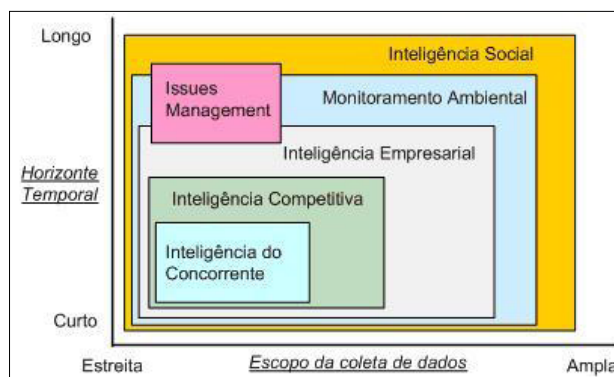 Longo
Inteligência Social
Issues
Management
Monitoramento Ambiental
Inteligência Empresarial
Horizonte
Temporal
Inteligência Competitiva
Inteligência do
Concorrente
Curto
Estreita
Escopo da coleta de dados
Ampla